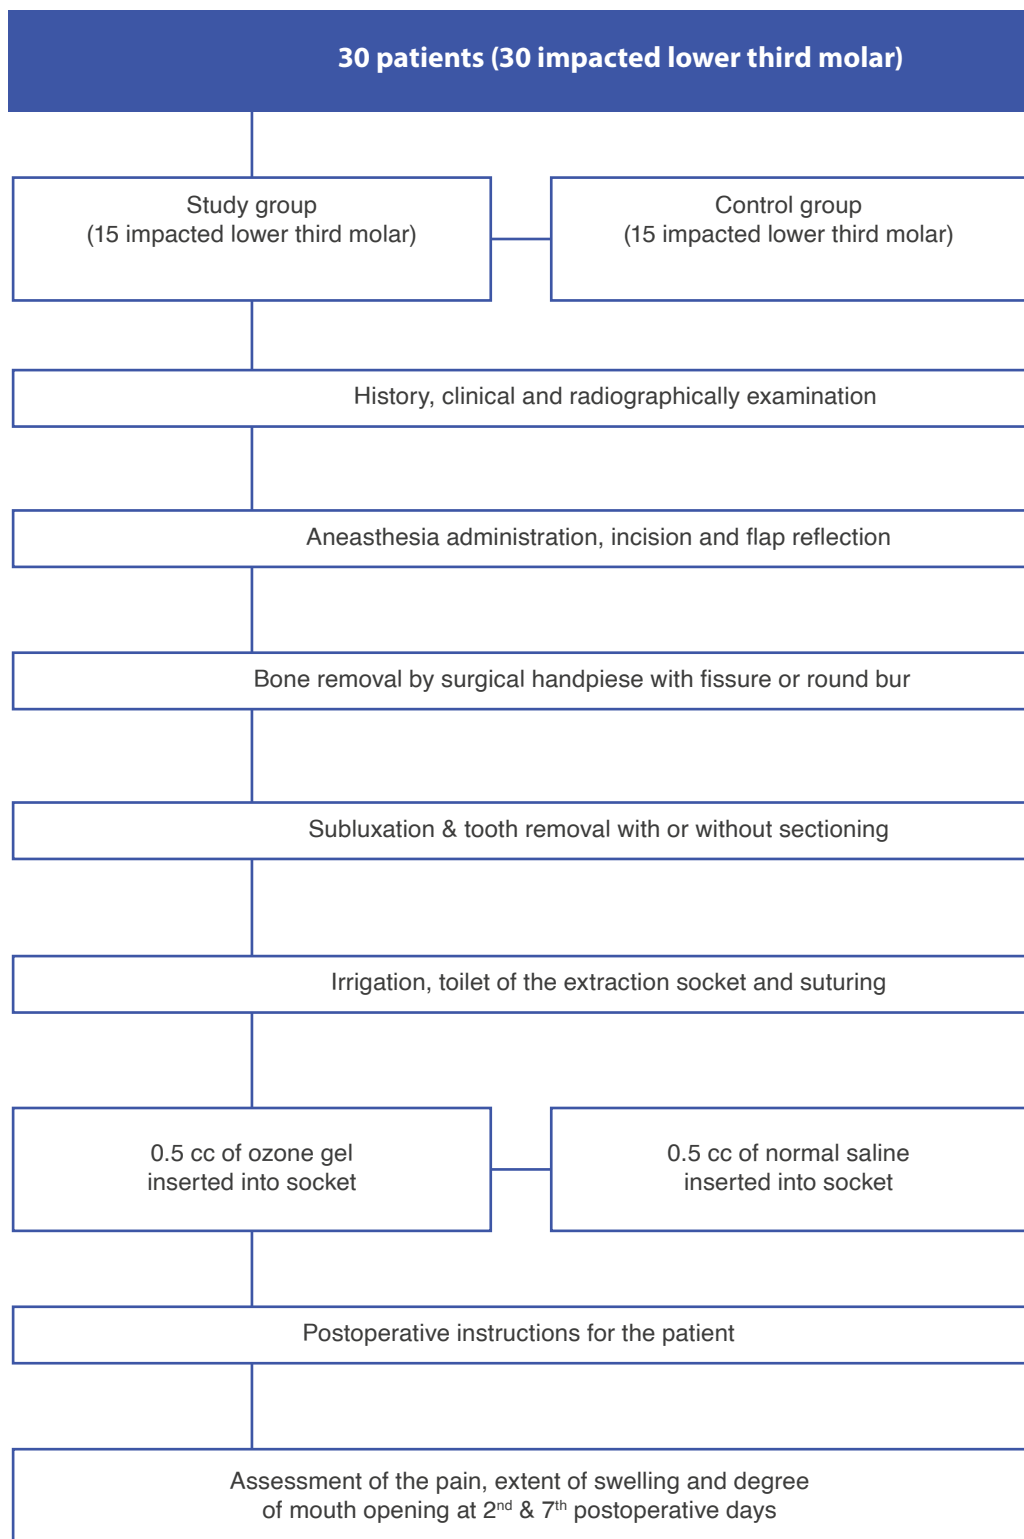 30 patients (30 impacted lower third molar)
Study group
(15 impacted lower third molar)
Control group
(15 impacted lower third molar)
History, clinical and radiographically examination
Aneasthesia administration, incision and flap reflection
Bone removal by surgical handpiese with fissure or round bur
Subluxation & tooth removal with or without sectioning
Irrigation, toilet of the extraction socket and suturing
0.5 cc of ozone gel
inserted into socket
0.5 cc of normal saline
inserted into socket
Postoperative instructions for the patient
Assessment of the pain, extent of swelling and degree
of mouth opening at 2nd & 7th postoperative days